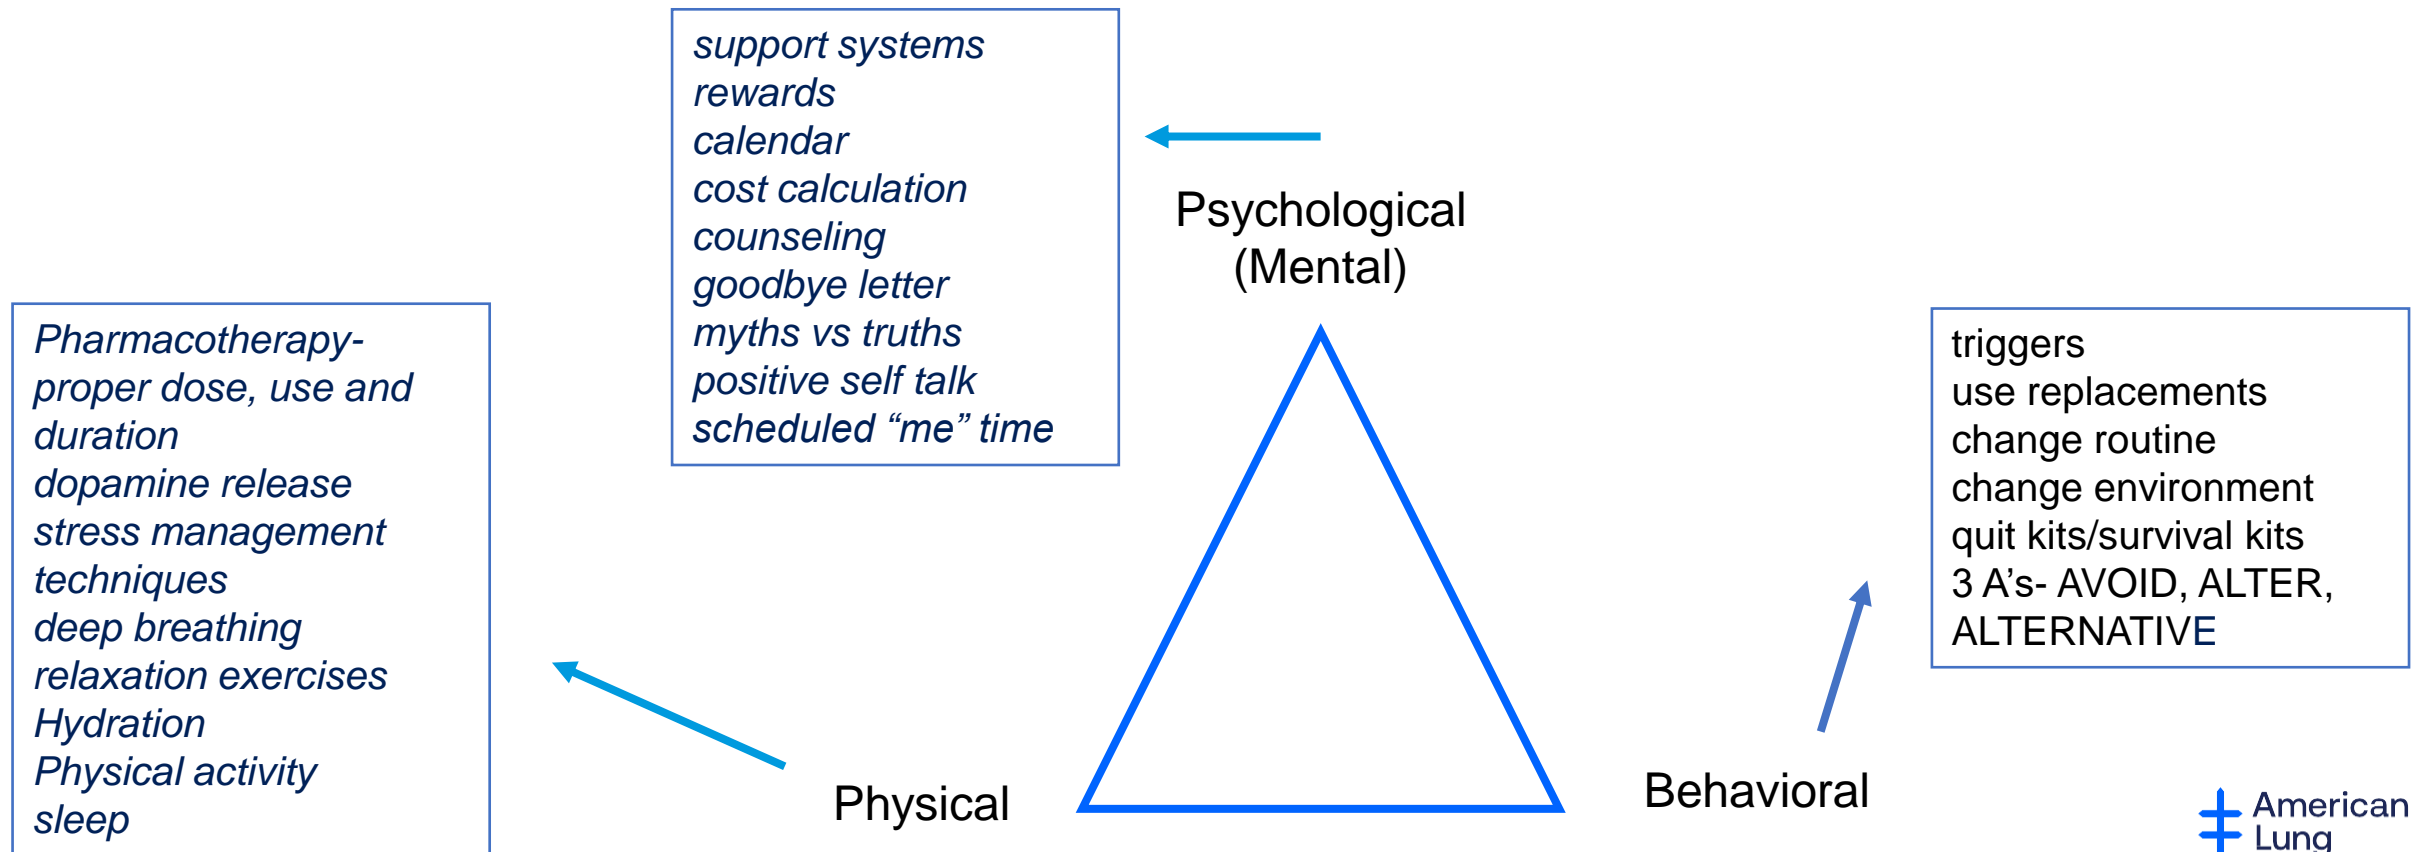 support systems
rewards
calendar
cost calculation
counseling
goodbye letter
myths vs truths
positive self talk
scheduled “me” time
Psychological
(Mental)
Pharmacotherapy-
proper dose, use and
duration
dopamine release
stress management
techniques
deep breathing
relaxation exercises
Hydration
Physical activity
sleep
triggers
use replacements
change routine
change environment
quit kits/survival kits
3 A’s- AVOID, ALTER,
ALTERNATIVE
Physical
Behavioral
American
Lung